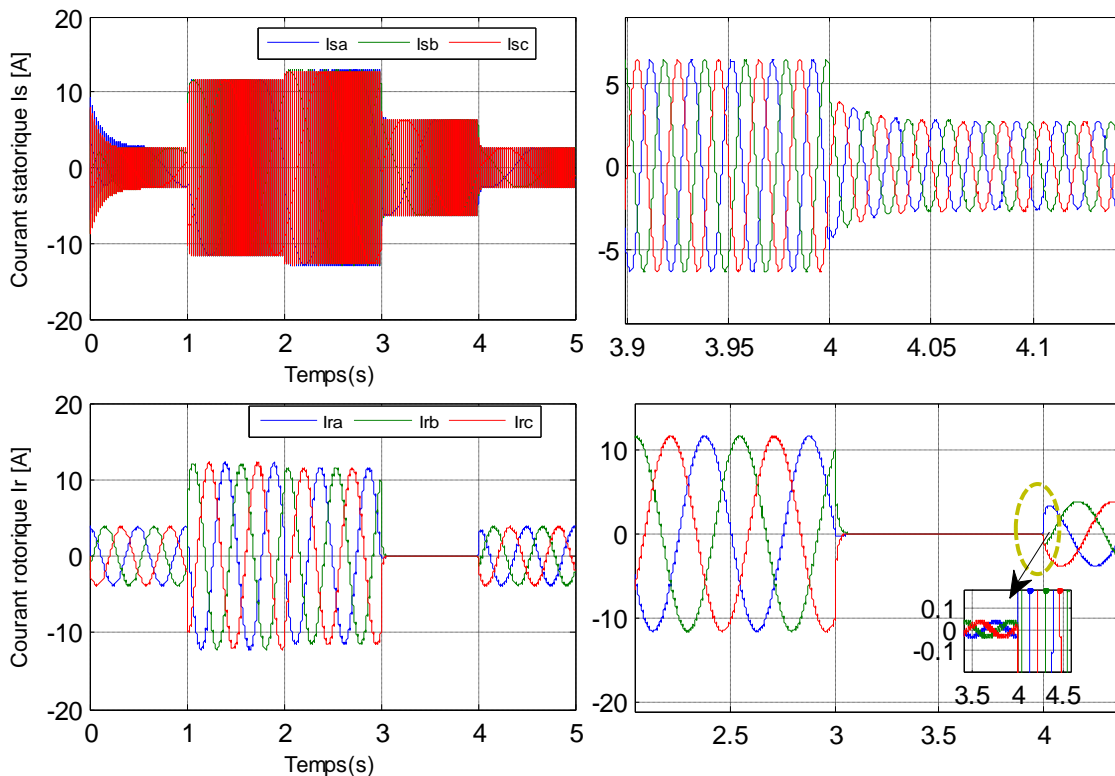 Courant statorique Is [A]
20
10
0
-10
-20
Isa Isb Isc
0 1 2 3 4 5
Temps(s)
5
0
-5
3.9 3.95 4 4.05 4.1
Courant rotorique Ir [A]
20
10
0
-10
-20
Ira Irb Irc
0 1 2 3 4 5
Temps(s)
10
0
-10
-20
2.5 3 3.5 4
0.1
0
-0.1
3.5 4 4.5